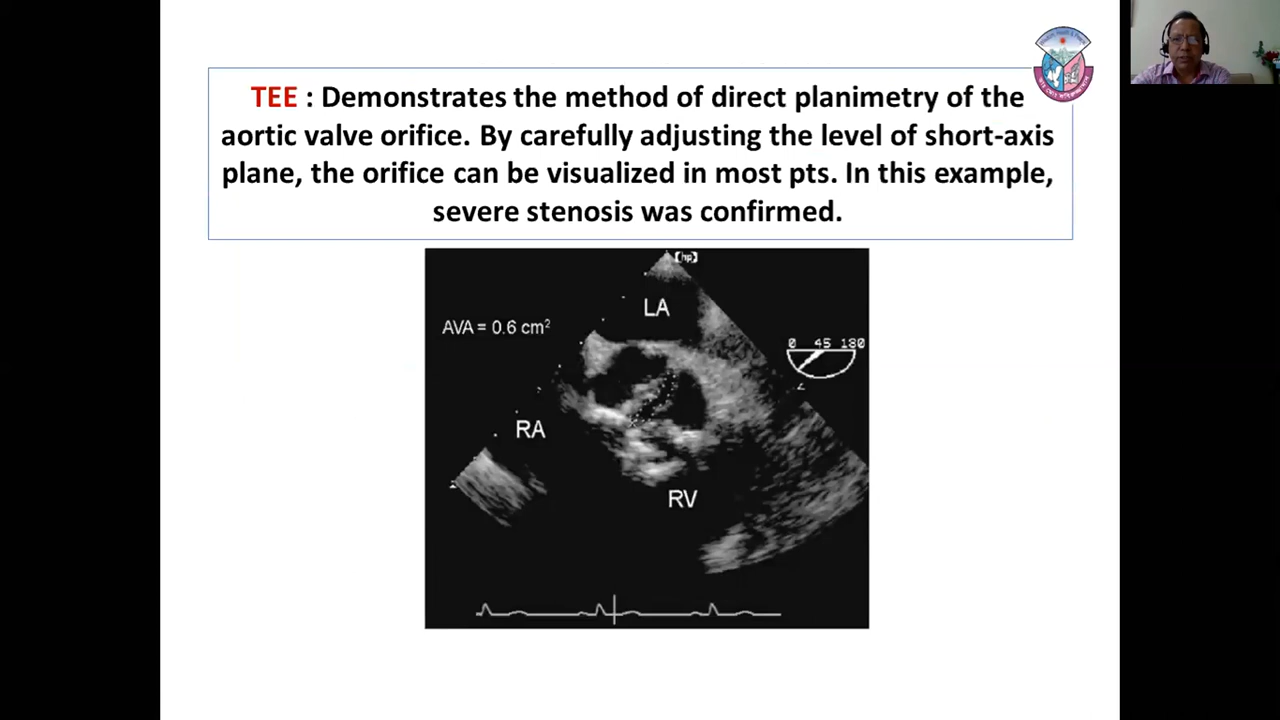 TEE : Demonstrates the method of direct planimetry of the
aortic valve orifice. By carefully adjusting the level of short-axis
plane, the orifice can be visualized in most pts. In this example,
severe stenosis was confirmed.
[hp]
LA
AVA = 0.6 cm²
0 45 180
RA
RV